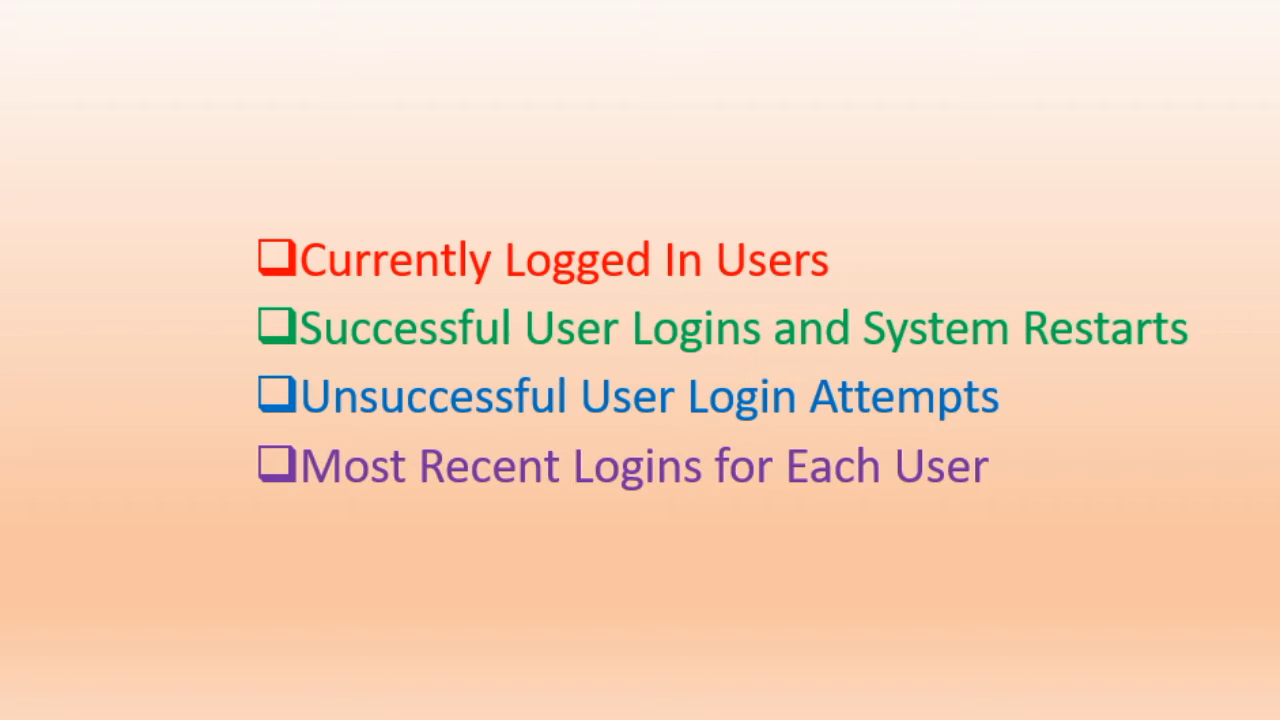 Currently Logged In Users
Successful User Logins and System Restarts
Unsuccessful User Login Attempts
Most Recent Logins for Each User